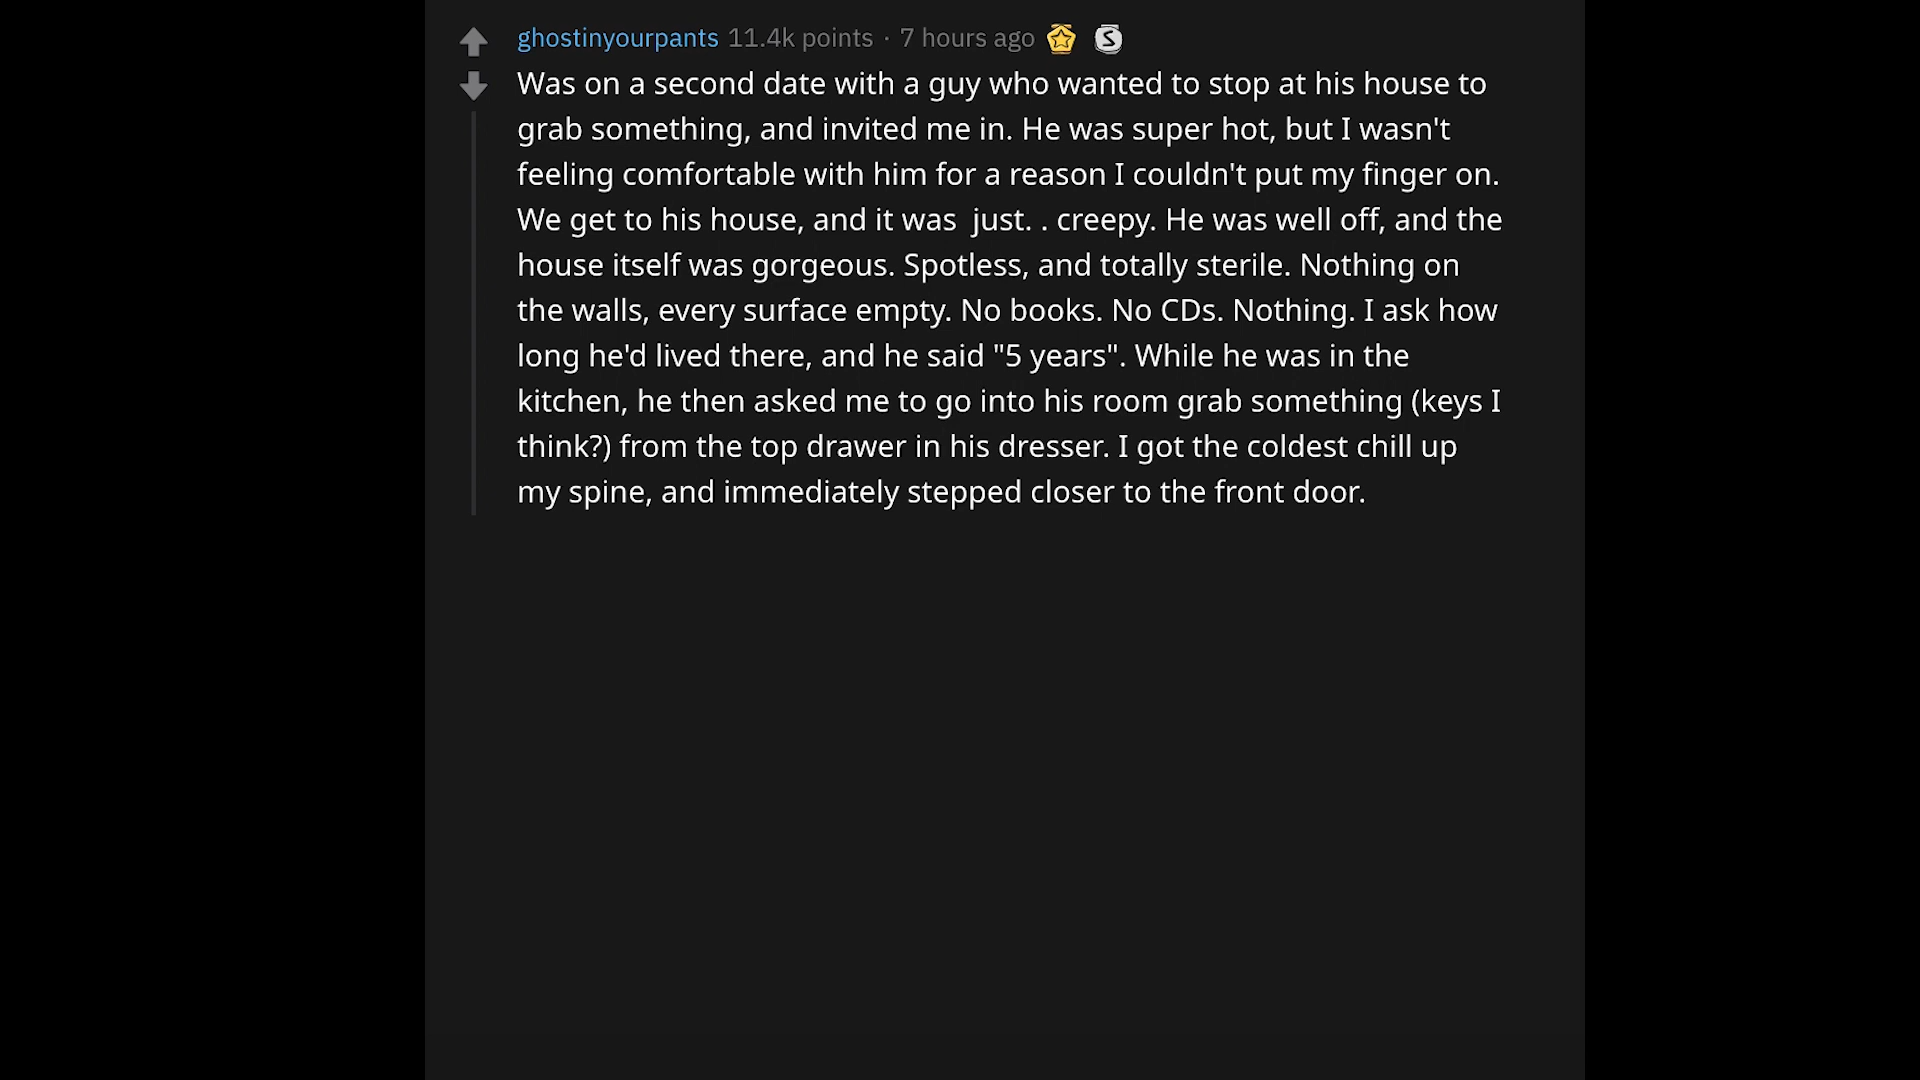 ghostinyourpants 11.4k points · 7 hours ago S
Was on a second date with a guy who wanted to stop at his house to
grab something, and invited me in. He was super hot, but I wasn't
feeling comfortable with him for a reason I couldn't put my finger on.
We get to his house, and it was  just. . creepy. He was well off, and the
house itself was gorgeous. Spotless, and totally sterile. Nothing on
the walls, every surface empty. No books. No CDs. Nothing. I ask how
long he'd lived there, and he said "5 years". While he was in the
kitchen, he then asked me to go into his room grab something (keys I
think?) from the top drawer in his dresser. I got the coldest chill up
my spine, and immediately stepped closer to the front door.